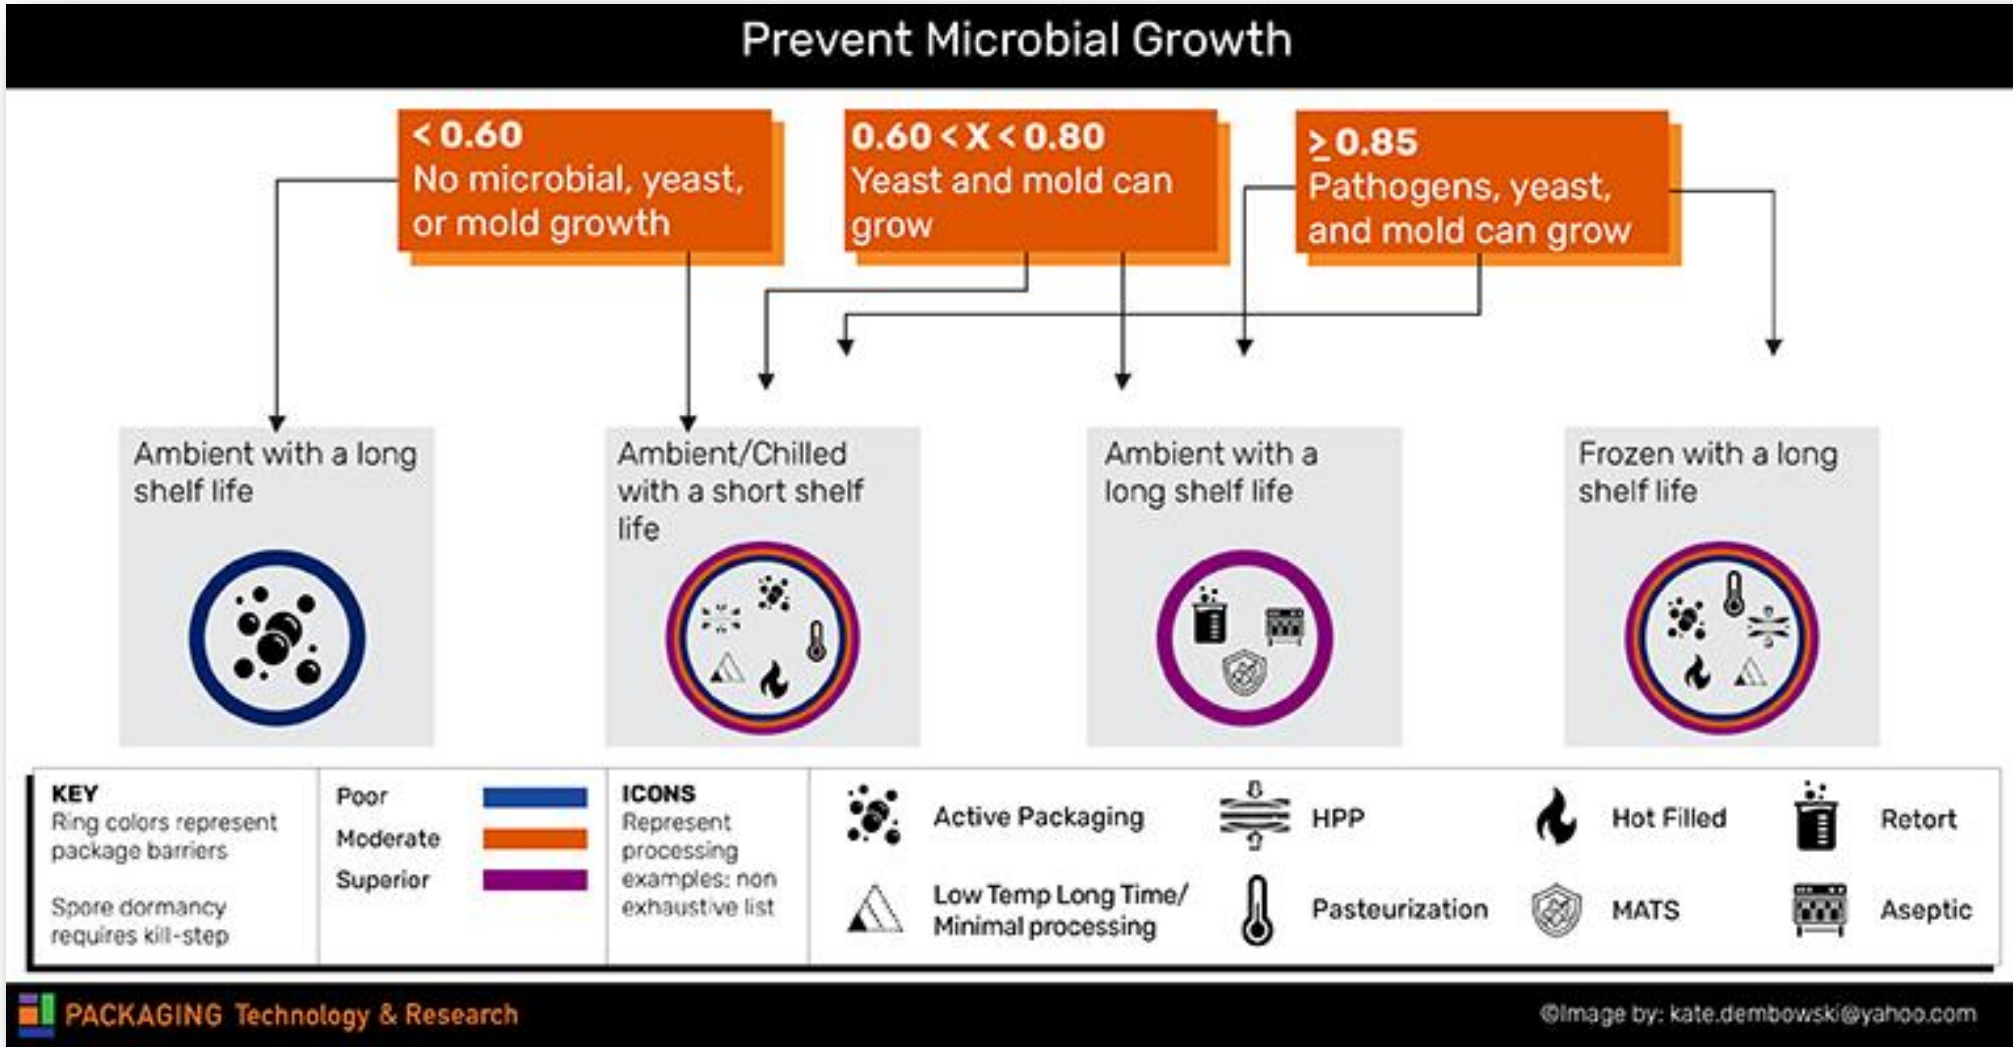 Prevent Microbial Growth
< 0.60
No microbial, yeast,
or mold growth
0.60 < X < 0.80
Yeast and mold can
grow
≥ 0.85
Pathogens, yeast,
and mold can grow
Ambient with a long
shelf life
Ambient/Chilled
with a short shelf
life
Ambient with a
long shelf life
Frozen with a long
shelf life
KEY
Ring colors represent
package barriers
Spore dormancy
requires kill-step
Poor
Moderate
Superior
ICONS
Represent
processing
examples: non
exhaustive list
Active Packaging
HPP
Hot Filled
Retort
Low Temp Long Time/
Minimal processing
Pasteurization
MATS
Aseptic
PACKAGING Technology & Research
©Image by: kate.dembowski@yahoo.com